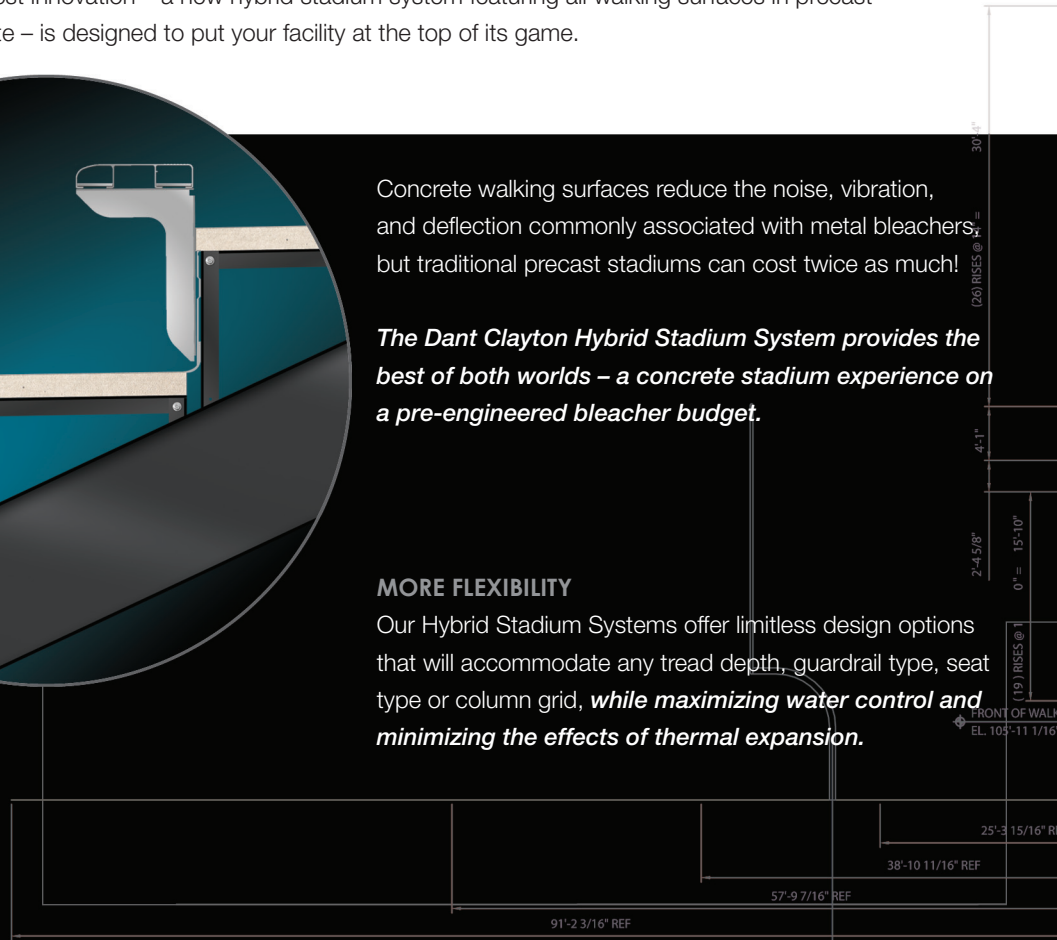 innovation – a new hybrid stadium system featuring all walking surfaces in precast
– is designed to put your facility at the top of its game.
Concrete walking surfaces reduce the noise, vibration,
and deflection commonly associated with metal bleachers,
but traditional precast stadiums can cost twice as much!
The Dant Clayton Hybrid Stadium System provides the
best of both worlds – a concrete stadium experience on
a pre-engineered bleacher budget.
MORE FLEXIBILITY
Our Hybrid Stadium Systems offer limitless design options
that will accommodate any tread depth, guardrail type, seat
type or column grid, while maximizing water control and
minimizing the effects of thermal expansion.
30'-4"
(26) RISES @
=
4'-1"
2'-4 5/8"
0" = 15'-10"
(19 ) RISES @ 1
FRONT OF WALK
EL. 105'-11 1/16"
25'-3 15/16"
38'-10 11/16" REF
57'-9 7/16" REF
91'-2 3/16" REF